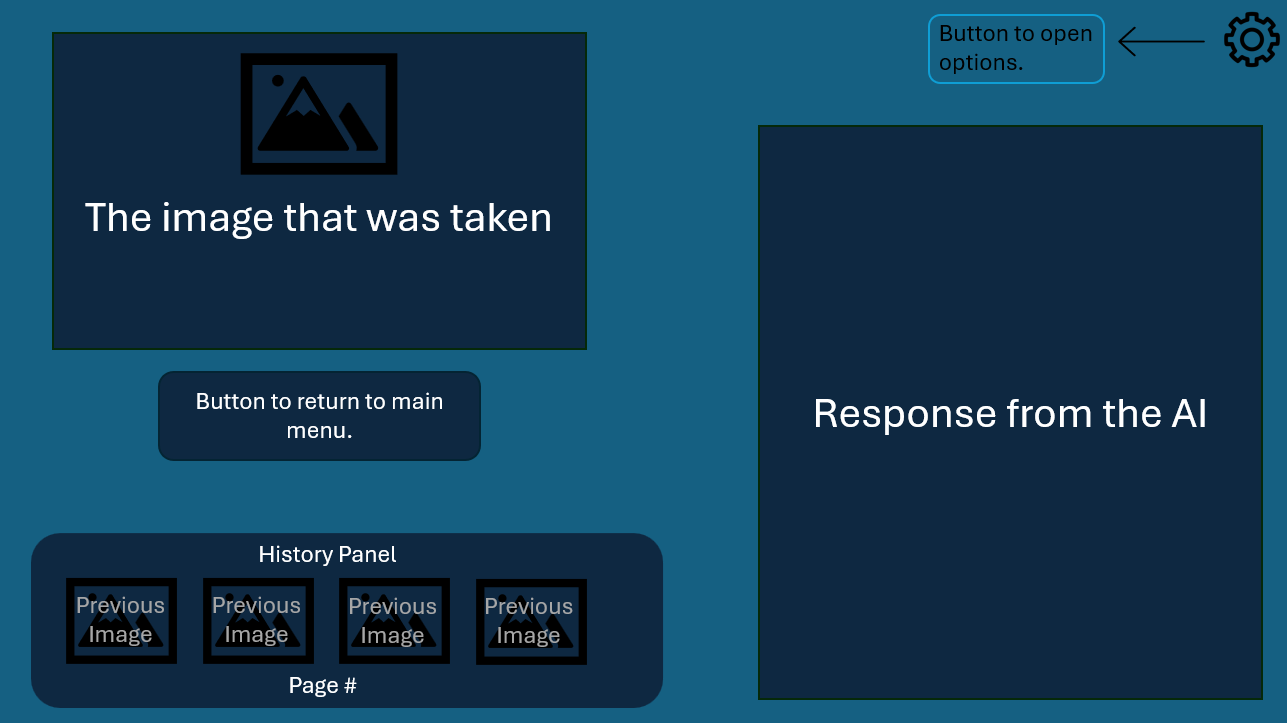 Button to open
options.
The image that was taken
Button to return to main
menu.
Response from the AI
History Panel
Previous
Image
Previous
Image
Previous
Image
Previous
Image
Page #